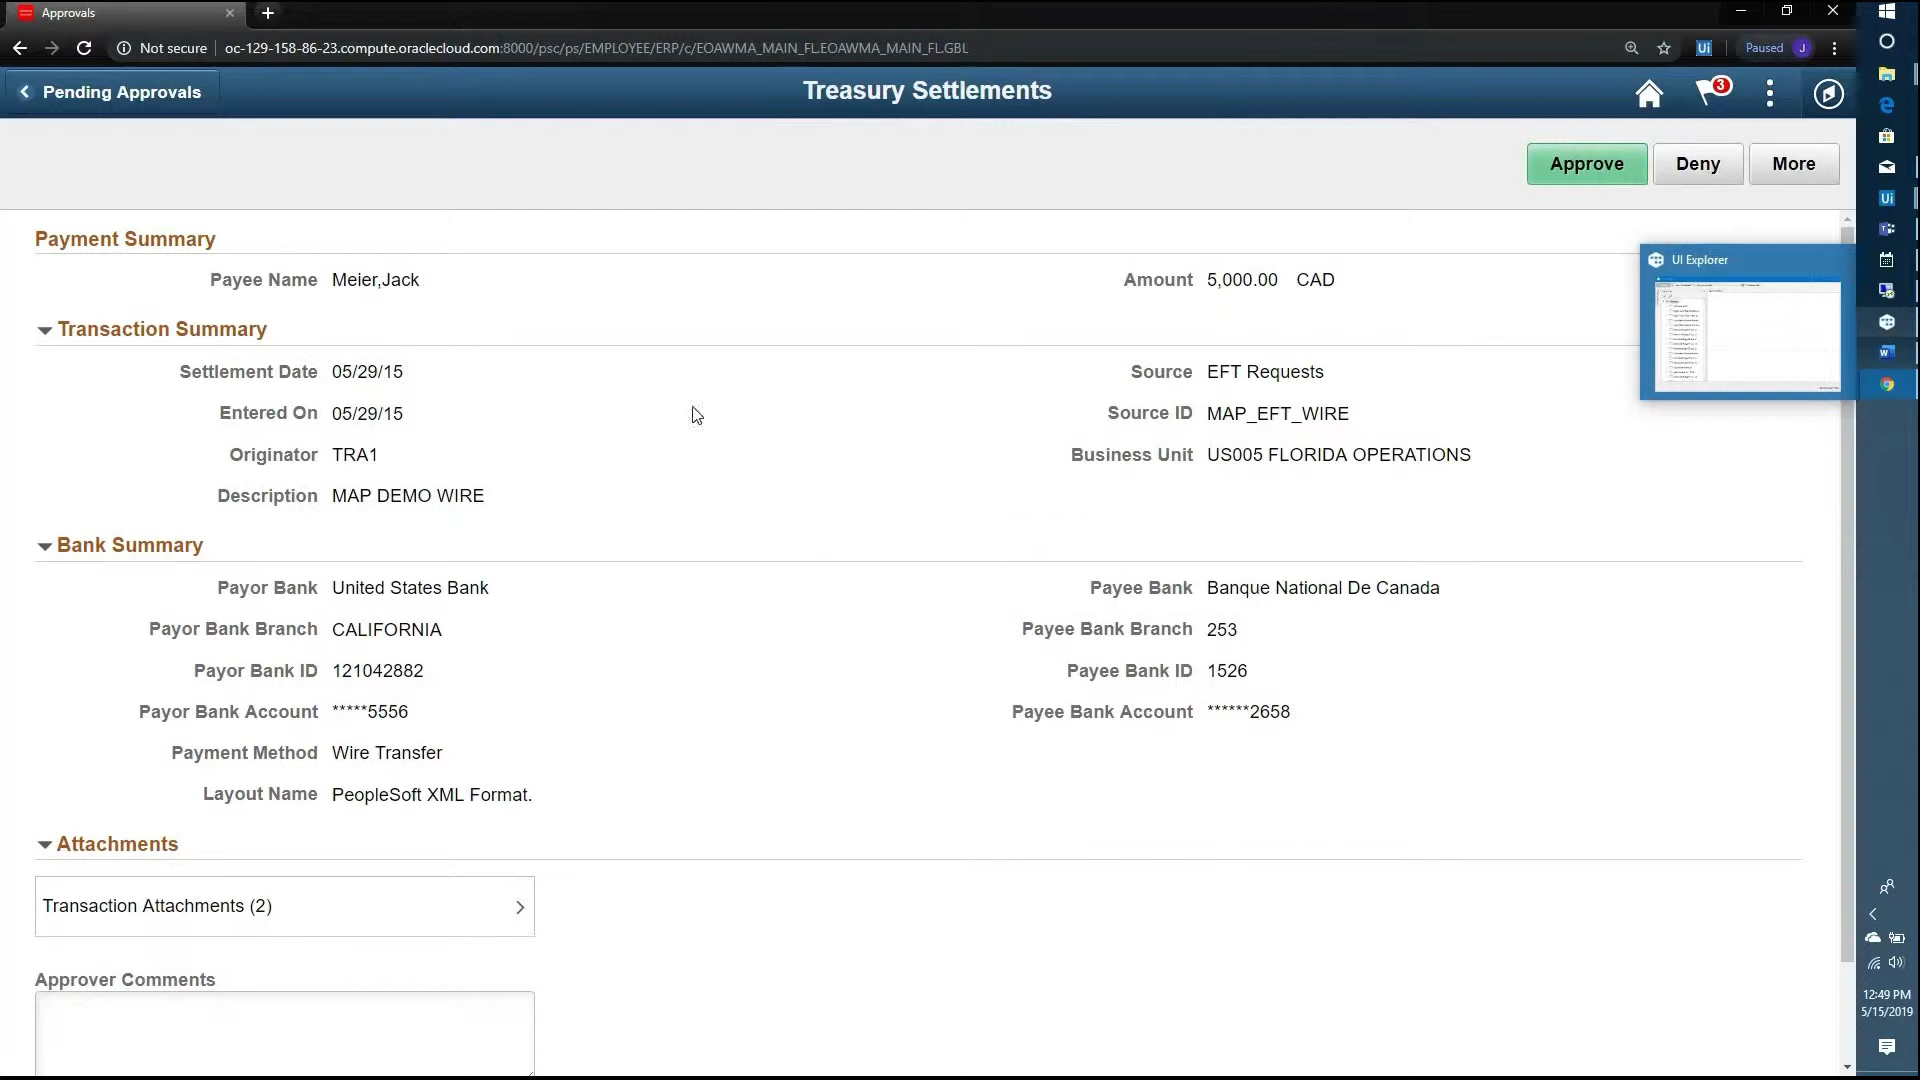 Approvals
Not secure
oc-129-158-86-23.compute.oraclecloud.com:8000/psc/ps/EMPLOYEE/ERP/c/EOAWMA_MAIN_FL.EOAWMA_MAIN_FL.GBL
Ui
Paused J
Pending Approvals
Treasury Settlements
3
Approve
Deny
More
Payment Summary
Payee Name Meier,Jack
Amount 5,000.00 CAD
UI Explorer
Transaction Summary
Settlement Date 05/29/15
Source EFT Requests
Entered On 05/29/15
Source ID MAP_EFT_WIRE
Originator TRA1
Business Unit US005 FLORIDA OPERATIONS
Description MAP DEMO WIRE
Bank Summary
Payor Bank United States Bank
Payee Bank Banque National De Canada
Payor Bank Branch CALIFORNIA
Payee Bank Branch 253
Payor Bank ID 121042882
Payee Bank ID 1526
Payor Bank Account *****5556
Payee Bank Account ******2658
Payment Method Wire Transfer
Layout Name PeopleSoft XML Format.
Attachments
Transaction Attachments (2)
Approver Comments
Ui
12:49 PM
5/15/2019